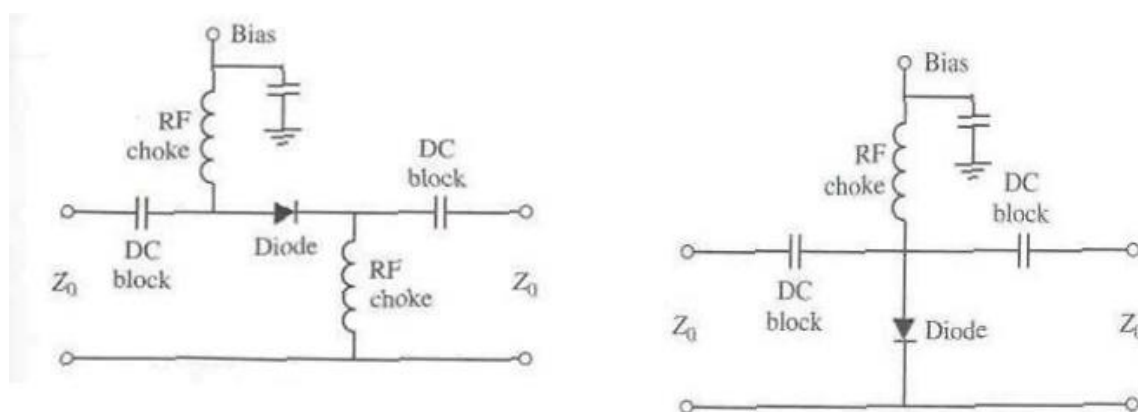 Bias
RF
choke
DC
block
DC
block
Diode
RF
choke
Z₀
Z₀
Bias
RF
choke
DC
block
DC
block
Diode
Z₀
Z₀